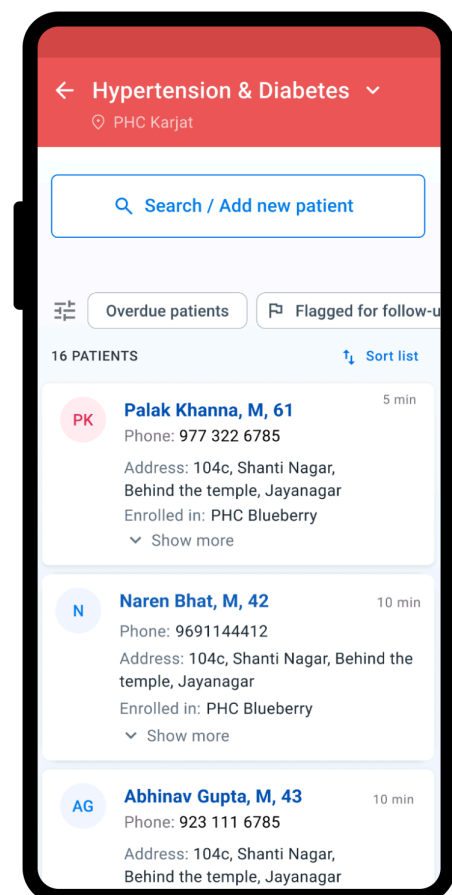 Hypertension & Diabetes
PHC Karjat
Search / Add new patient
Overdue patients
Flagged for follow-u
16 PATIENTS
Sort list
PK
Palak Khanna, M, 61
5 min
Phone: 977 322 6785
Address: 104c, Shanti Nagar,
Behind the temple, Jayanagar
Enrolled in: PHC Blueberry
Show more
N
Naren Bhat, M, 42
10 min
Phone: 9691144412
Address: 104c, Shanti Nagar, Behind the
temple, Jayanagar
Enrolled in: PHC Blueberry
Show more
AG
Abhinav Gupta, M, 43
10 min
Phone: 923 111 6785
Address: 104c, Shanti Nagar,
Behind the temple, Jayanagar